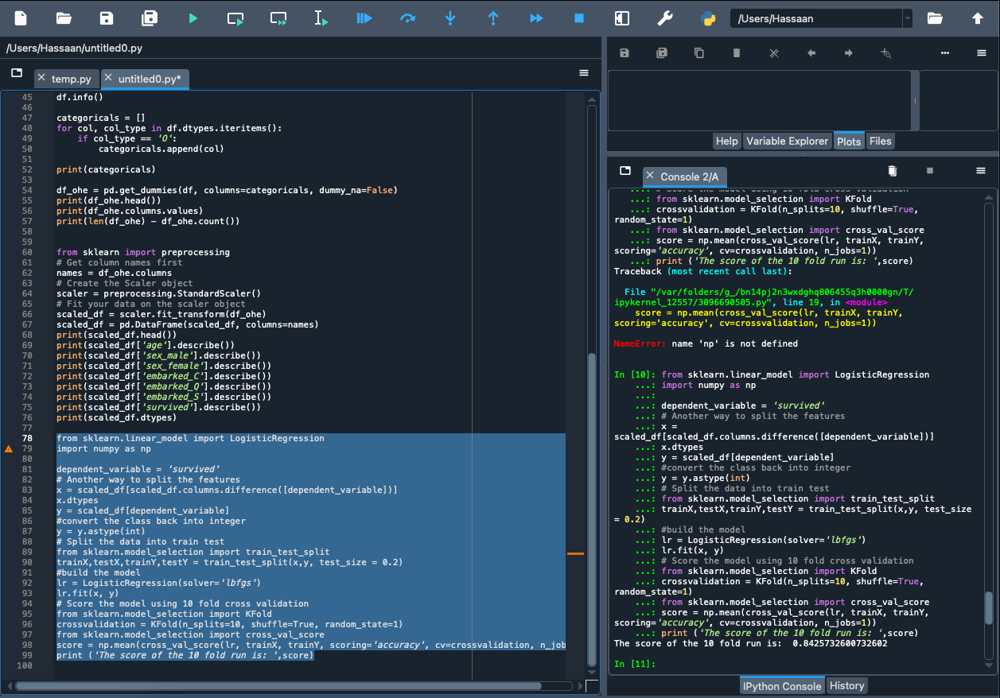 /Users/Hassaan
/Users/Hassaan/untitled0.py
temp.py
untitled0.py*
45 df.info()
46
47 categoricals = []
48 for col, col_type in df.dtypes.iteritems():
49     if col_type == 'O':
50         categoricals.append(col)
51
52 print(categoricals)
53
54 df_ohe = pd.get_dummies(df, columns=categoricals, dummy_na=False)
55 print(df_ohe.head())
56 print(df_ohe.columns.values)
57 print(len(df_ohe) - df_ohe.count())
58
59
60 from sklearn import preprocessing
61 # Get column names first
62 names = df_ohe.columns
63 # Create the Scaler object
64 scaler = preprocessing.StandardScaler()
65 # Fit your data on the scaler object
66 scaled_df = scaler.fit_transform(df_ohe)
67 scaled_df = pd.DataFrame(scaled_df, columns=names)
68 print(scaled_df.head())
69 print(scaled_df['age'].describe())
70 print(scaled_df['sex_male'].describe())
71 print(scaled_df['sex_female'].describe())
72 print(scaled_df['embarked_C'].describe())
73 print(scaled_df['embarked_Q'].describe())
74 print(scaled_df['embarked_S'].describe())
75 print(scaled_df['survived'].describe())
76 print(scaled_df.dtypes)
77
78 from sklearn.linear_model import LogisticRegression
79 import numpy as np
80
81 dependent_variable = 'survived'
82 # Another way to split the features
83 x = scaled_df[scaled_df.columns.difference([dependent_variable])]
84 x.dtypes
85 y = scaled_df[dependent_variable]
86 #convert the class back into integer
87 y = y.astype(int)
88 # Split the data into train test
89 from sklearn.model_selection import train_test_split
90 trainX,testX,trainY,testY = train_test_split(x,y, test_size = 0.2)
91 #build the model
92 lr = LogisticRegression(solver='lbfgs')
93 lr.fit(x, y)
94 # Score the model using 10 fold cross validation
95 from sklearn.model_selection import KFold
96 crossvalidation = KFold(n_splits=10, shuffle=True, random_state=1)
97 from sklearn.model_selection import cross_val_score
98 score = np.mean(cross_val_score(lr, trainX, trainY, scoring='accuracy', cv=crossvalidation, n_job
99 print ('The score of the 10 fold run is: ',score)
100
Help
Variable Explorer
Plots
Files
Console 2/A
...: # Score the model using 10 fold cross validation
...: from sklearn.model_selection import KFold
...: crossvalidation = KFold(n_splits=10, shuffle=True,
random_state=1)
...: from sklearn.model_selection import cross_val_score
...: score = np.mean(cross_val_score(lr, trainX, trainY,
scoring='accuracy', cv=crossvalidation, n_jobs=1))
...: print ('The score of the 10 fold run is: ',score)
Traceback (most recent call last):
File "/var/folders/g_/bn14pj2n3wxdghq806455q3h0000gn/T/
ipykernel_12557/3096690505.py", line 19, in <module>
score = np.mean(cross_val_score(lr, trainX, trainY,
scoring='accuracy', cv=crossvalidation, n_jobs=1))
NameError: name 'np' is not defined
In [10]: from sklearn.linear_model import LogisticRegression
...: import numpy as np
...:
...: dependent_variable = 'survived'
...: # Another way to split the features
...: x =
scaled_df[scaled_df.columns.difference([dependent_variable])]
...: x.dtypes
...: y = scaled_df[dependent_variable]
...: #convert the class back into integer
...: y = y.astype(int)
...: # Split the data into train test
...: from sklearn.model_selection import train_test_split
...: trainX,testX,trainY,testY = train_test_split(x,y, test_size
= 0.2)
...: #build the model
...: lr = LogisticRegression(solver='lbfgs')
...: lr.fit(x, y)
...: # Score the model using 10 fold cross validation
...: from sklearn.model_selection import KFold
...: crossvalidation = KFold(n_splits=10, shuffle=True,
random_state=1)
...: from sklearn.model_selection import cross_val_score
...: score = np.mean(cross_val_score(lr, trainX, trainY,
scoring='accuracy', cv=crossvalidation, n_jobs=1))
...: print ('The score of the 10 fold run is: ',score)
The score of the 10 fold run is:  0.8425732600732602
In [11]:
IPython Console
History